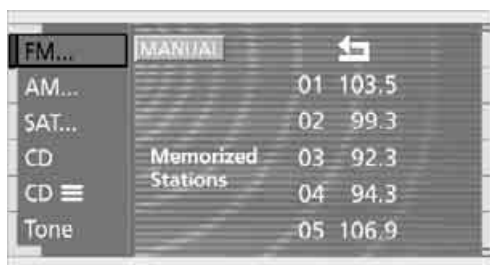 FM...
AM...
SAT...
CD
CD
Tone
MANUAL
Memorized
Stations
01 103.5
02 99.3
03 92.3
04 94.3
05 106.9